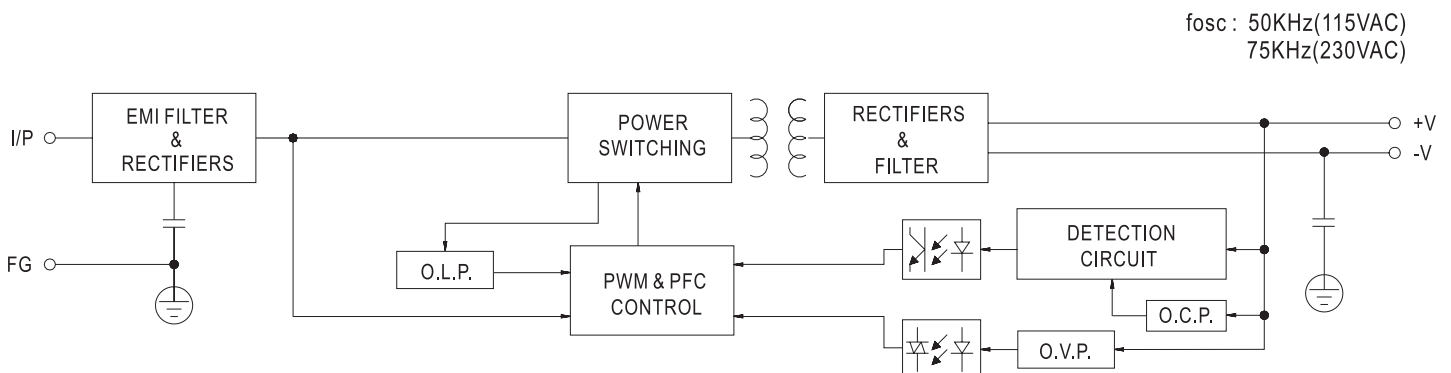 fosc : 50KHz(115VAC)
75KHz(230VAC)
I/P
EMI FILTER
&
RECTIFIERS
POWER
SWITCHING
RECTIFIERS
&
FILTER
+V
-V
FG
O.L.P.
PWM & PFC
CONTROL
DETECTION
CIRCUIT
O.C.P.
O.V.P.